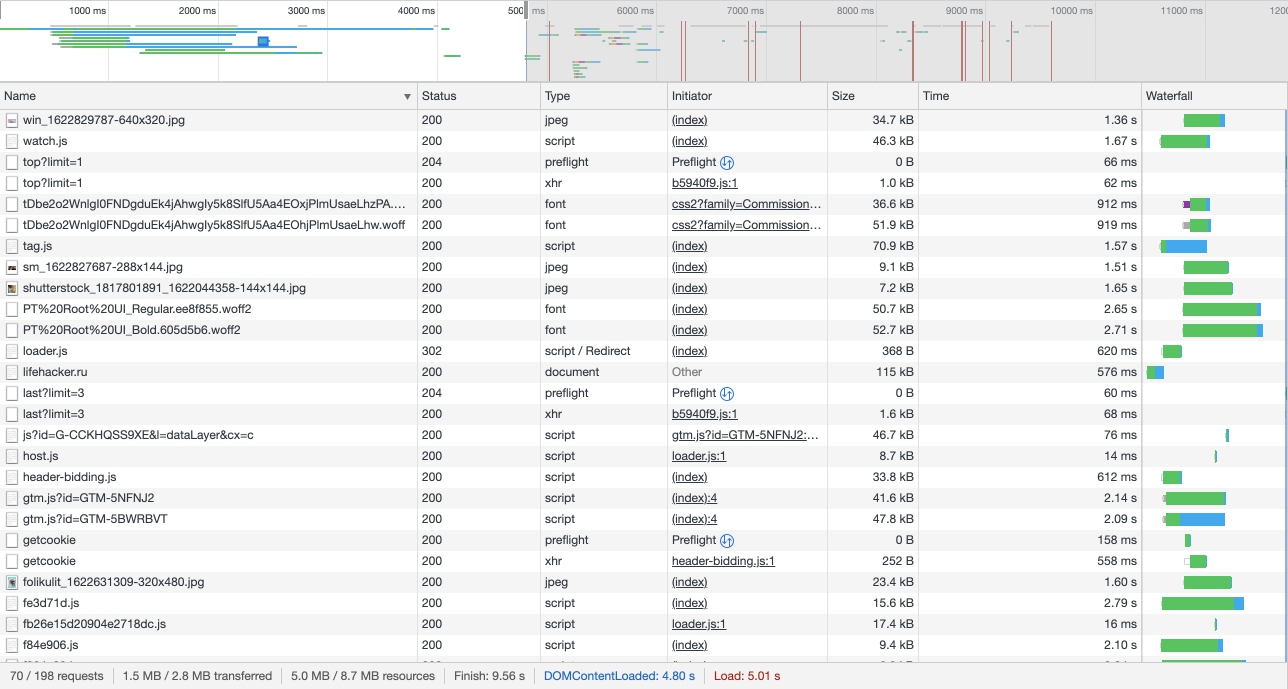 1000 ms 2000 ms 3000 ms 4000 ms 500 ms 6000 ms 7000 ms 8000 ms 9000 ms 10000 ms 11000 ms 1200
Name Status Type Initiator Size Time Waterfall
win_1622829787-640x320.jpg 200 jpeg (index) 34.7 kB 1.36 s
watch.js 200 script (index) 46.3 kB 1.67 s
top?limit=1 204 preflight Preflight 0 B 66 ms
top?limit=1 200 xhr b5940f9.js:1 1.0 kB 62 ms
tDbe2o2WnlgI0FNDgduEk4jAhwgIy5k8SlfU5Aa4EOxjPlmUsaeLhzPA.… 200 font css2?family=Commission… 36.6 kB 912 ms
tDbe2o2WnlgI0FNDgduEk4jAhwgIy5k8SlfU5Aa4EOhjPlmUsaeLhw.woff 200 font css2?family=Commission… 51.9 kB 919 ms
tag.js 200 script (index) 70.9 kB 1.57 s
sm_1622827687-288x144.jpg 200 jpeg (index) 9.1 kB 1.51 s
shutterstock_1817801891_1622044358-144x144.jpg 200 jpeg (index) 7.2 kB 1.65 s
PT%20Root%20UI_Regular.ee8f855.woff2 200 font (index) 50.7 kB 2.65 s
PT%20Root%20UI_Bold.605d5b6.woff2 200 font (index) 52.7 kB 2.71 s
loader.js 302 script / Redirect (index) 368 B 620 ms
lifehacker.ru 200 document Other 115 kB 576 ms
last?limit=3 204 preflight Preflight 0 B 60 ms
last?limit=3 200 xhr b5940f9.js:1 1.6 kB 68 ms
js?id=G-CCKHQSS9XE&l=dataLayer&cx=c 200 script gtm.js?id=GTM-5NFNJ2:… 46.7 kB 76 ms
host.js 200 script loader.js:1 8.7 kB 14 ms
header-bidding.js 200 script (index) 33.8 kB 612 ms
gtm.js?id=GTM-5NFNJ2 200 script (index):4 41.6 kB 2.14 s
gtm.js?id=GTM-5BWRBVT 200 script (index):4 47.8 kB 2.09 s
getcookie 200 preflight Preflight 0 B 158 ms
getcookie 200 xhr header-bidding.js:1 252 B 558 ms
folikulit_1622631309-320x480.jpg 200 jpeg (index) 23.4 kB 1.60 s
fe3d71d.js 200 script (index) 15.6 kB 2.79 s
fb26e15d20904e2718dc.js 200 script loader.js:1 17.4 kB 16 ms
f84e906.js 200 script (index) 9.4 kB 2.10 s
70 / 198 requests 1.5 MB / 2.8 MB transferred 5.0 MB / 8.7 MB resources Finish: 9.56 s DOMContentLoaded: 4.80 s Load: 5.01 s